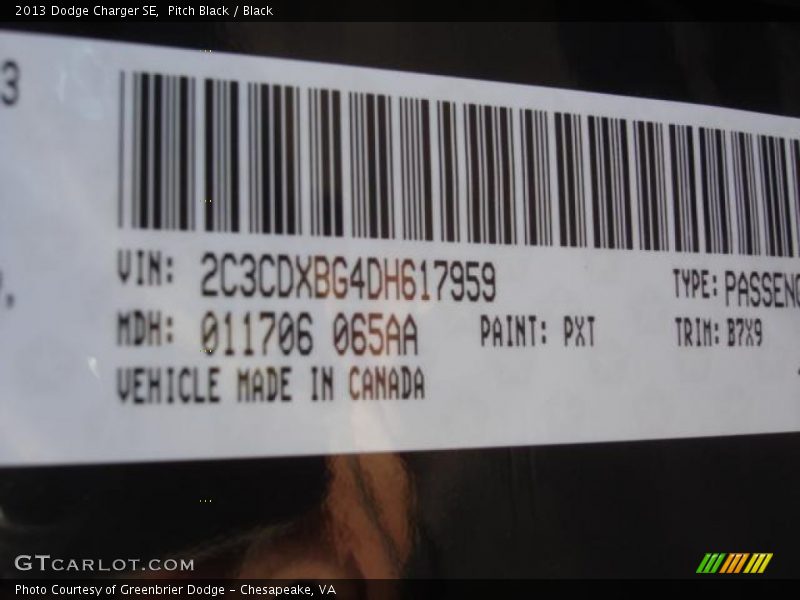 2013 Dodge Charger SE,  Pitch Black / Black
3
VIN: 2C3CDXBG4DH617959
TYPE: PASSENG
MDH: 011706 065AA
PAINT: PXT
TRIM: B7X9
VEHICLE MADE IN CANADA
GTCARLOT.COM
Photo Courtesy of Greenbrier Dodge - Chesapeake, VA